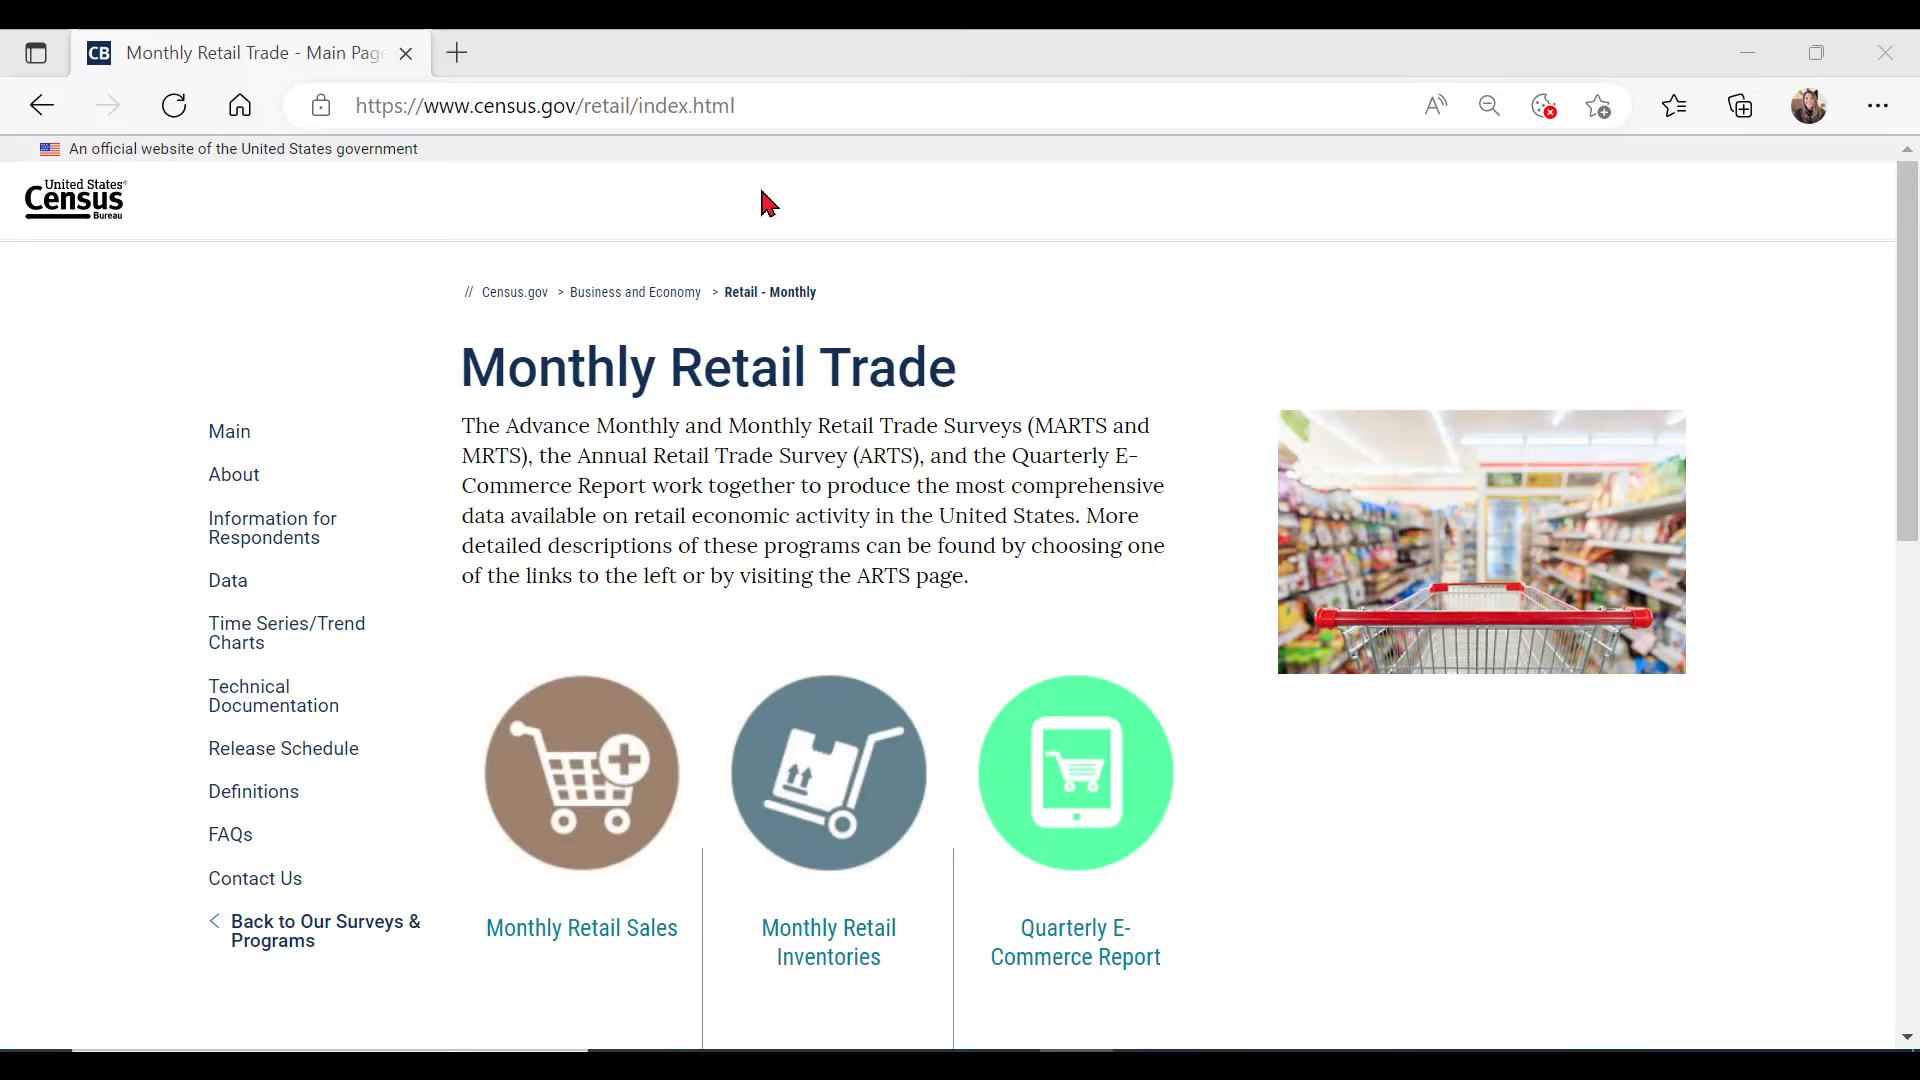 CB Monthly Retail Trade - Main Page
https://www.census.gov/retail/index.html
An official website of the United States government
United States®
Census
Bureau
// Census.gov > Business and Economy > Retail - Monthly
Monthly Retail Trade
The Advance Monthly and Monthly Retail Trade Surveys (MARTS and
MRTS), the Annual Retail Trade Survey (ARTS), and the Quarterly E-
Commerce Report work together to produce the most comprehensive
data available on retail economic activity in the United States. More
detailed descriptions of these programs can be found by choosing one
of the links to the left or by visiting the ARTS page.
Main
About
Information for
Respondents
Data
Time Series/Trend
Charts
Technical
Documentation
Release Schedule
Definitions
FAQs
Contact Us
Back to Our Surveys &
Programs
Monthly Retail Sales
Monthly Retail
Inventories
Quarterly E-
Commerce Report